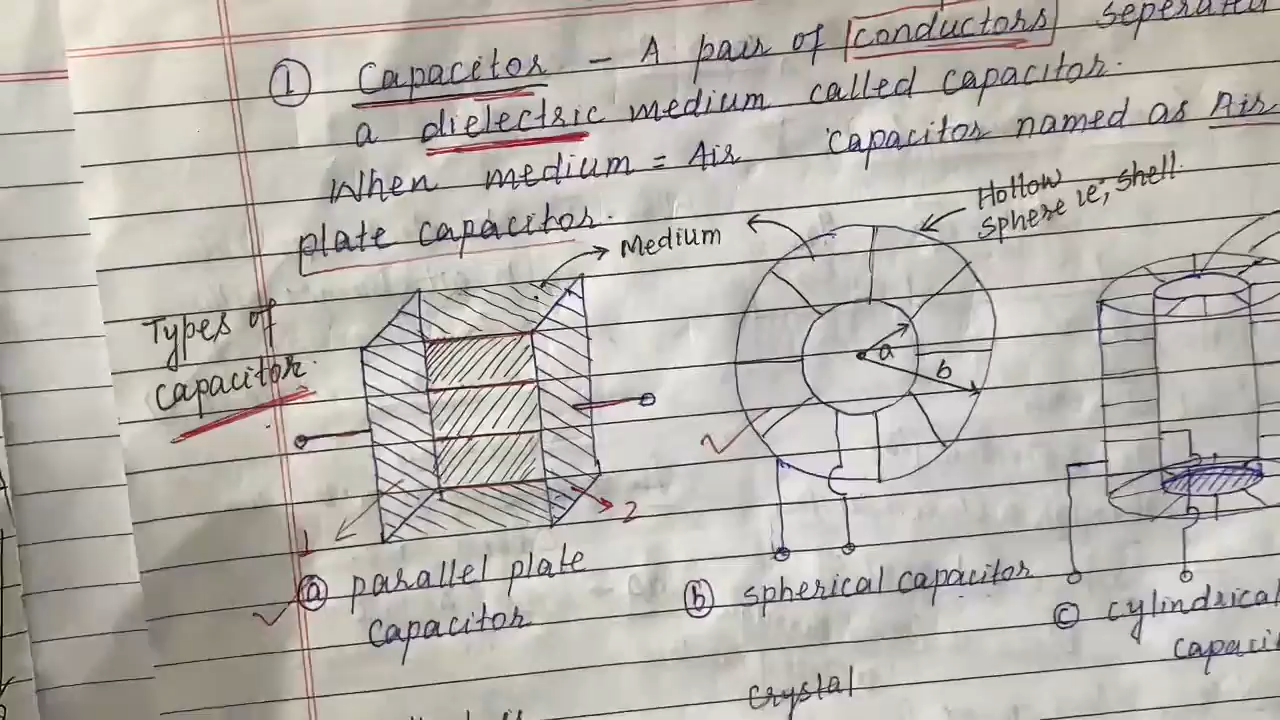 ① Capacitor - A pair of conductors seperated
a dielectric medium called capacitor.
When medium = Air capacitor named as Air
plate capacitor.
Medium
Hollow
sphere ie, shell.
Types of
capacitor.
a
b
1
2
ⓐ parallel plate
capacitor
ⓑ spherical capacitor
ⓒ cylindrical
crystal